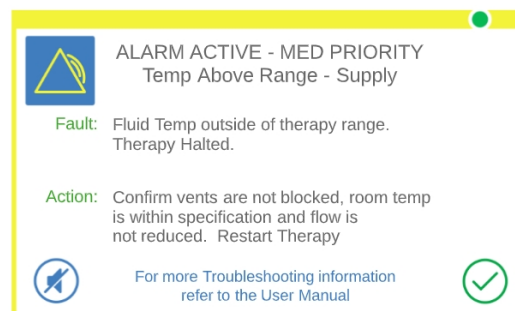 ALARM ACTIVE - MED PRIORITY
Temp Above Range - Supply
Fault: Fluid Temp outside of therapy range.
Therapy Halted.
Action: Confirm vents are not blocked, room temp
is within specification and flow is
not reduced.  Restart Therapy
For more Troubleshooting information
refer to the User Manual